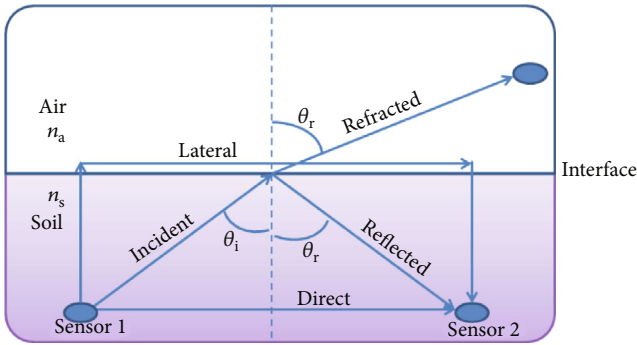 Air
nₐ
θᵣ
Refracted
Lateral
Interface
nₛ
Soil
Incident
θᵢ
θᵣ
Reflected
Direct
Sensor 1
Sensor 2